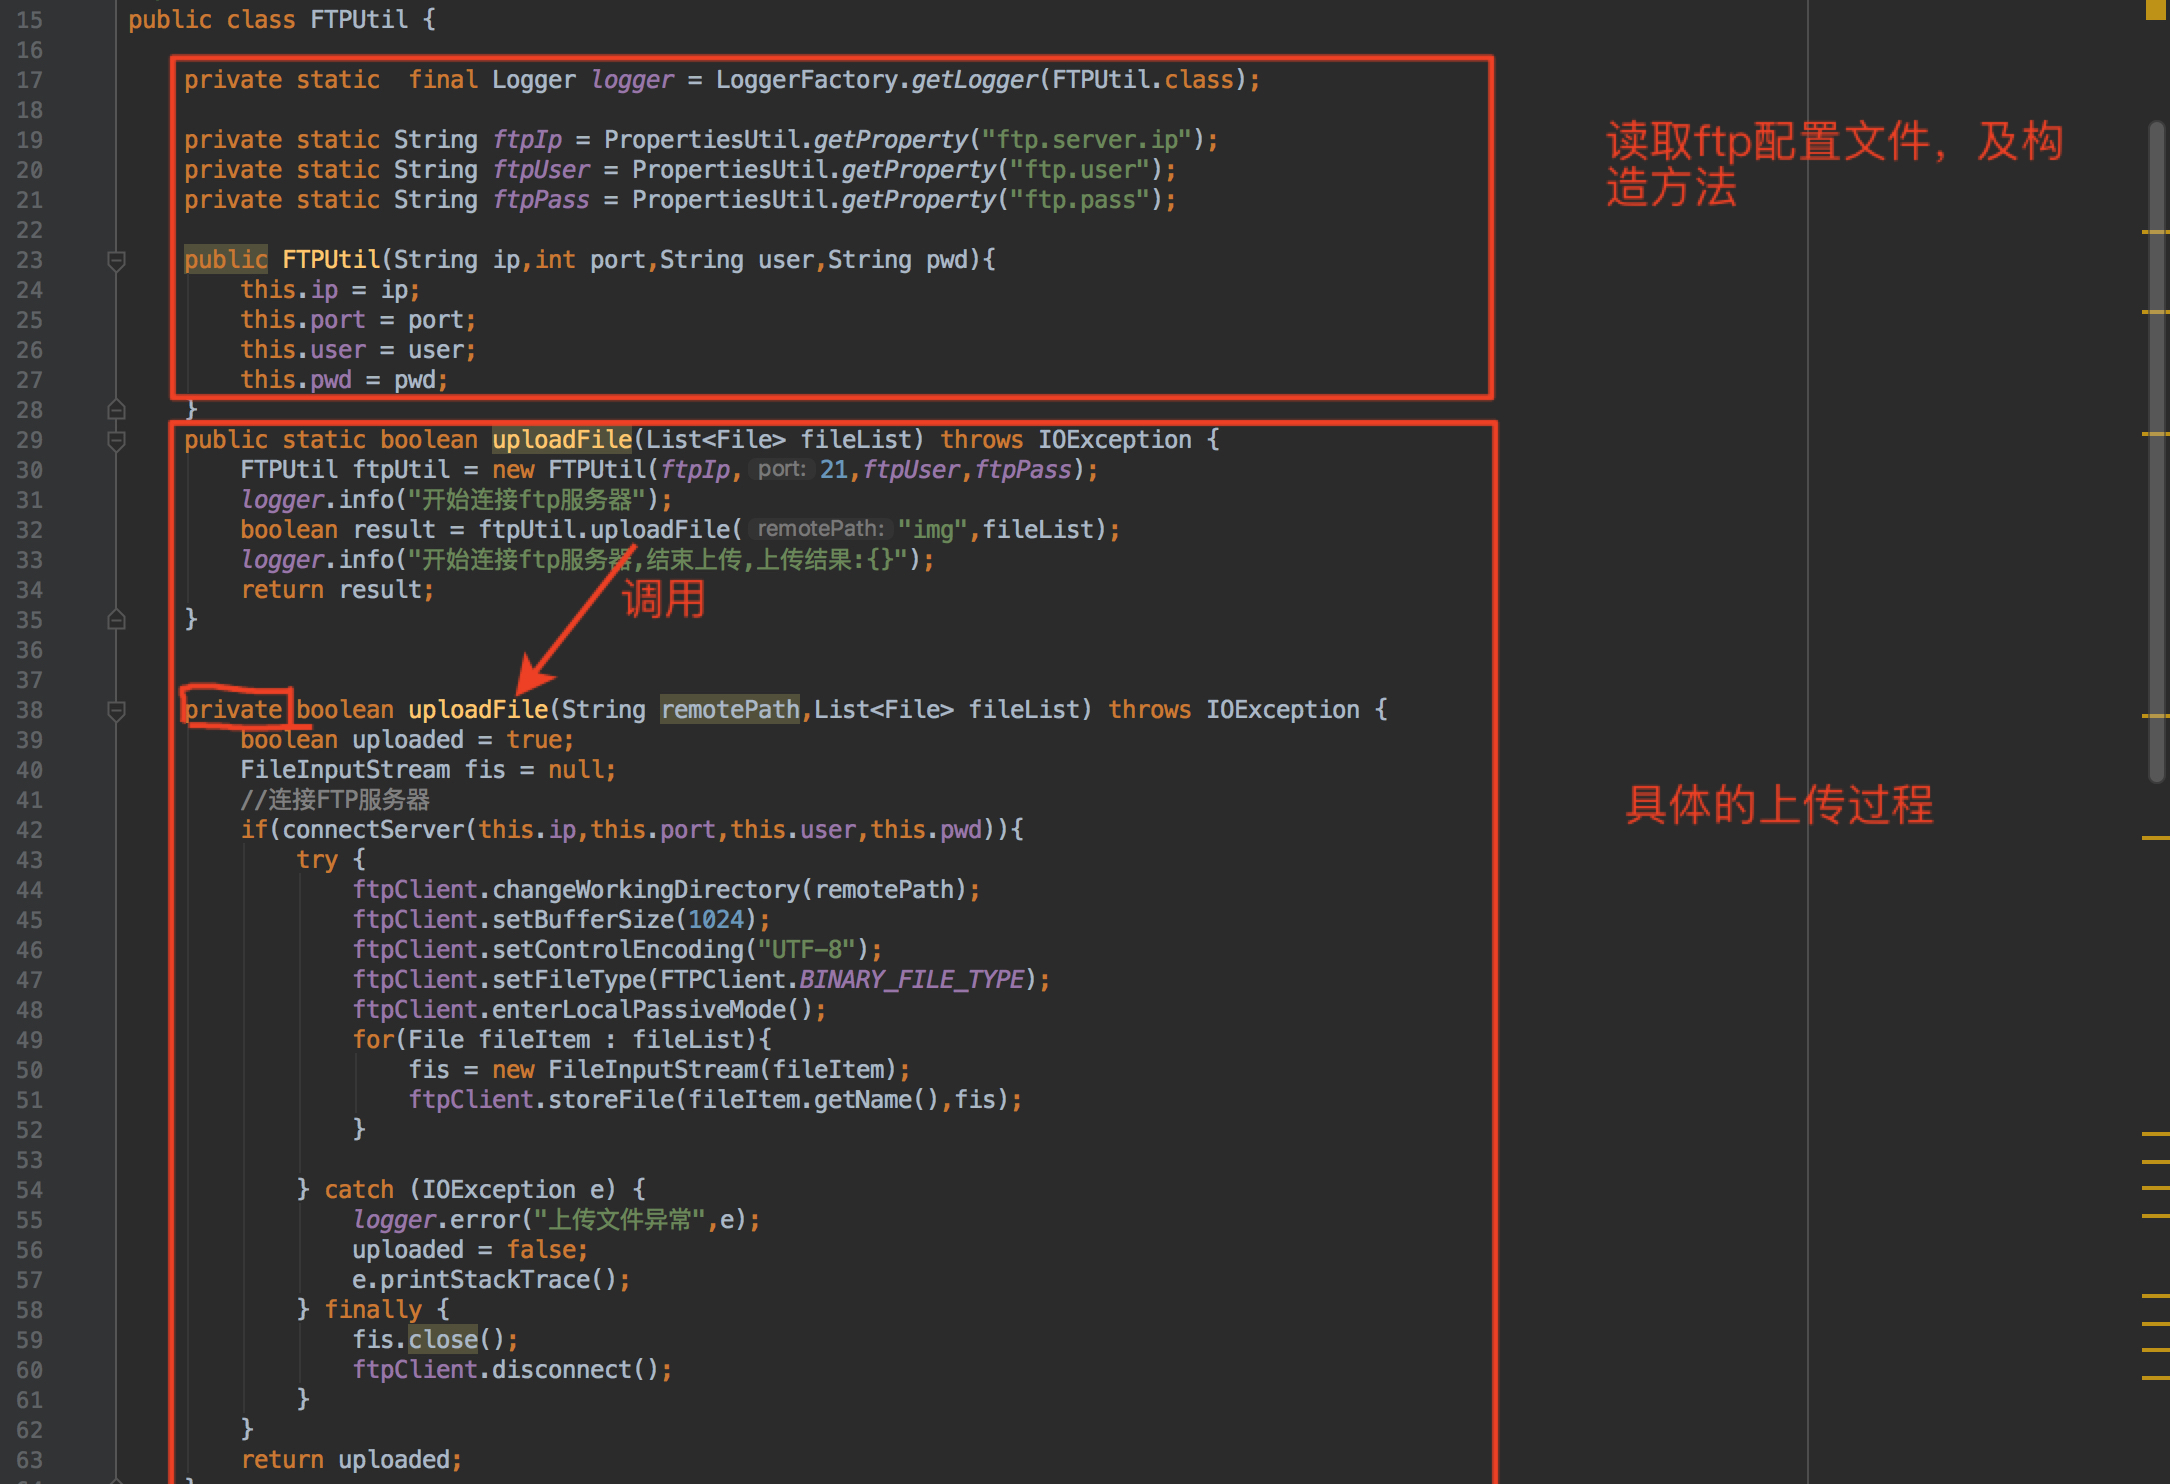 15 public class FTPUtil {
16
17 private static  final Logger logger = LoggerFactory.getLogger(FTPUtil.class);
18
19 private static String ftpIp = PropertiesUtil.getProperty("ftp.server.ip");
20 private static String ftpUser = PropertiesUtil.getProperty("ftp.user");
21 private static String ftpPass = PropertiesUtil.getProperty("ftp.pass");
读取ftp配置文件，及构
造方法
22
23 public FTPUtil(String ip,int port,String user,String pwd){
24 this.ip = ip;
25 this.port = port;
26 this.user = user;
27 this.pwd = pwd;
28 }
29 public static boolean uploadFile(List<File> fileList) throws IOException {
30 FTPUtil ftpUtil = new FTPUtil(ftpIp, port: 21,ftpUser,ftpPass);
31 logger.info("开始连接ftp服务器");
32 boolean result = ftpUtil.uploadFile( remotePath: "img",fileList);
33 logger.info("开始连接ftp服务器,结束上传,上传结果:{}");
34 return result;
调用
35 }
36
37
38 private boolean uploadFile(String remotePath,List<File> fileList) throws IOException {
39 boolean uploaded = true;
40 FileInputStream fis = null;
41 //连接FTP服务器
具体的上传过程
42 if(connectServer(this.ip,this.port,this.user,this.pwd)){
43 try {
44 ftpClient.changeWorkingDirectory(remotePath);
45 ftpClient.setBufferSize(1024);
46 ftpClient.setControlEncoding("UTF-8");
47 ftpClient.setFileType(FTPClient.BINARY_FILE_TYPE);
48 ftpClient.enterLocalPassiveMode();
49 for(File fileItem : fileList){
50 fis = new FileInputStream(fileItem);
51 ftpClient.storeFile(fileItem.getName(),fis);
52 }
53
54 } catch (IOException e) {
55 logger.error("上传文件异常",e);
56 uploaded = false;
57 e.printStackTrace();
58 } finally {
59 fis.close();
60 ftpClient.disconnect();
61 }
62 }
63 return uploaded;